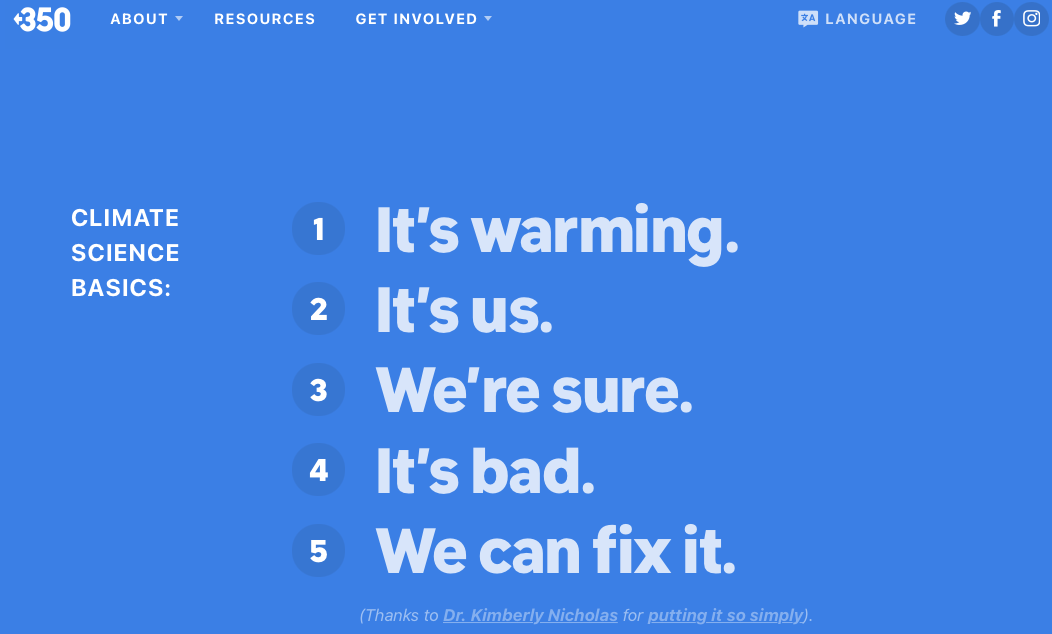 350 ABOUT RESOURCES GET INVOLVED LANGUAGE
CLIMATE
SCIENCE
BASICS:
1 It's warming.
2 It's us.
3 We're sure.
4 It's bad.
5 We can fix it.
(Thanks to Dr. Kimberly Nicholas for putting it so simply).